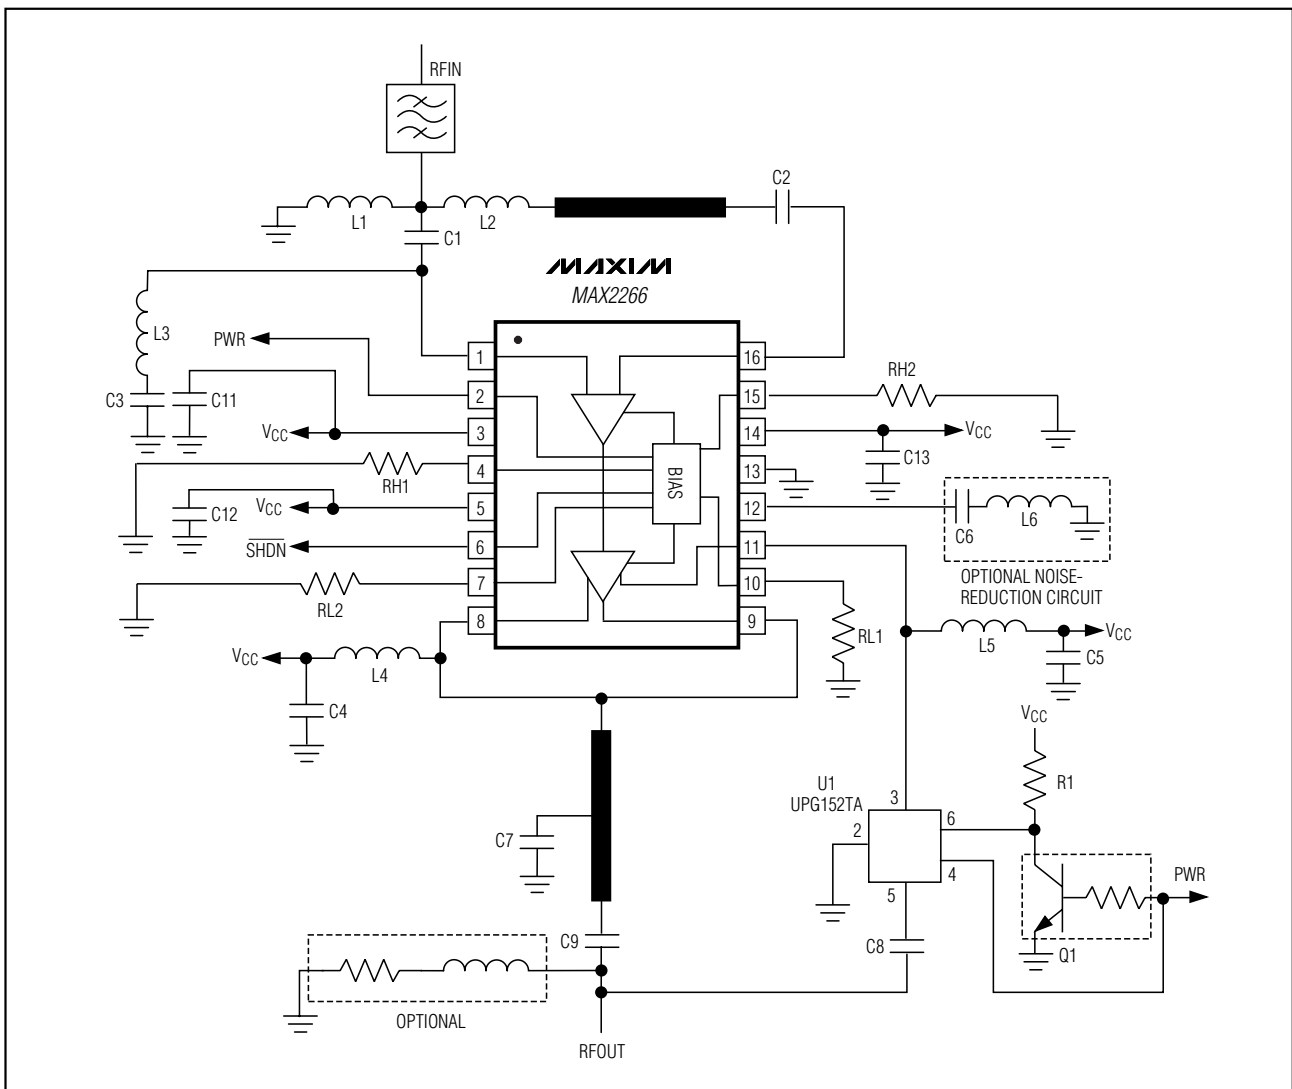 RFIN
C2
L1
L2
C1
MAXIM
MAX2266
L3
PWR
1
16
RH2
C3
C11
2
15
VCC
3
14
VCC
C13
RH1
4
13
BIAS
C12
VCC
5
12
C6
L6
SHDN
6
11
OPTIONAL NOISE-
REDUCTION CIRCUIT
RL2
7
10
8
9
RL1
VCC
L4
L5
VCC
C5
C4
VCC
U1
UPG152TA
R1
3
6
2
4
5
C7
PWR
C9
C8
Q1
OPTIONAL
RFOUT